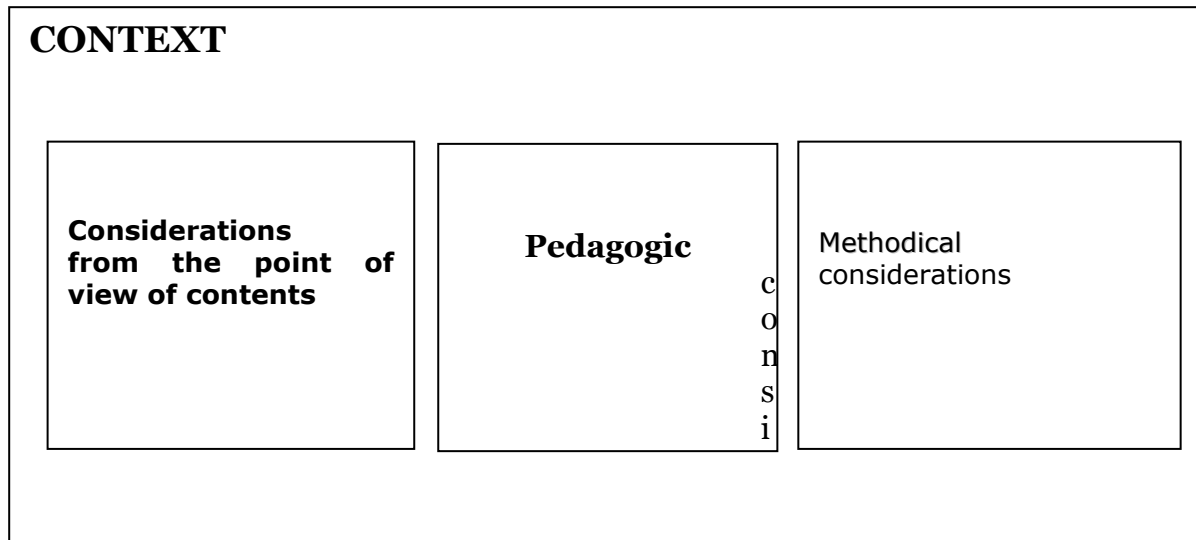 CONTEXT
Considerations
from the point of
view of contents
Pedagogic
c
o
n
s
i
Methodical
considerations